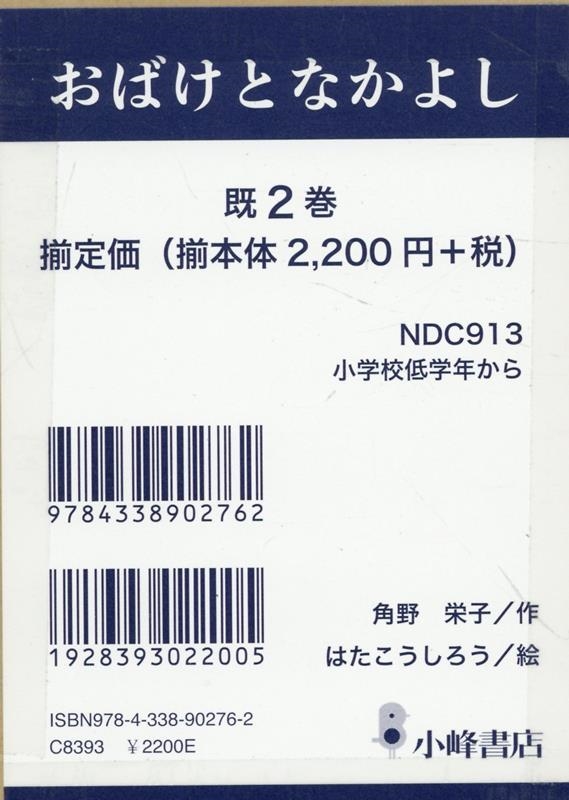 おばけとなかよし
既2巻
揃定価（揃本体2,200円＋税）
NDC913
小学校低学年から
9784338902762
1928393022005
角野　栄子／作
はたこうしろう／絵
ISBN978-4-338-90276-2
C8393　¥2200E
小峰書店